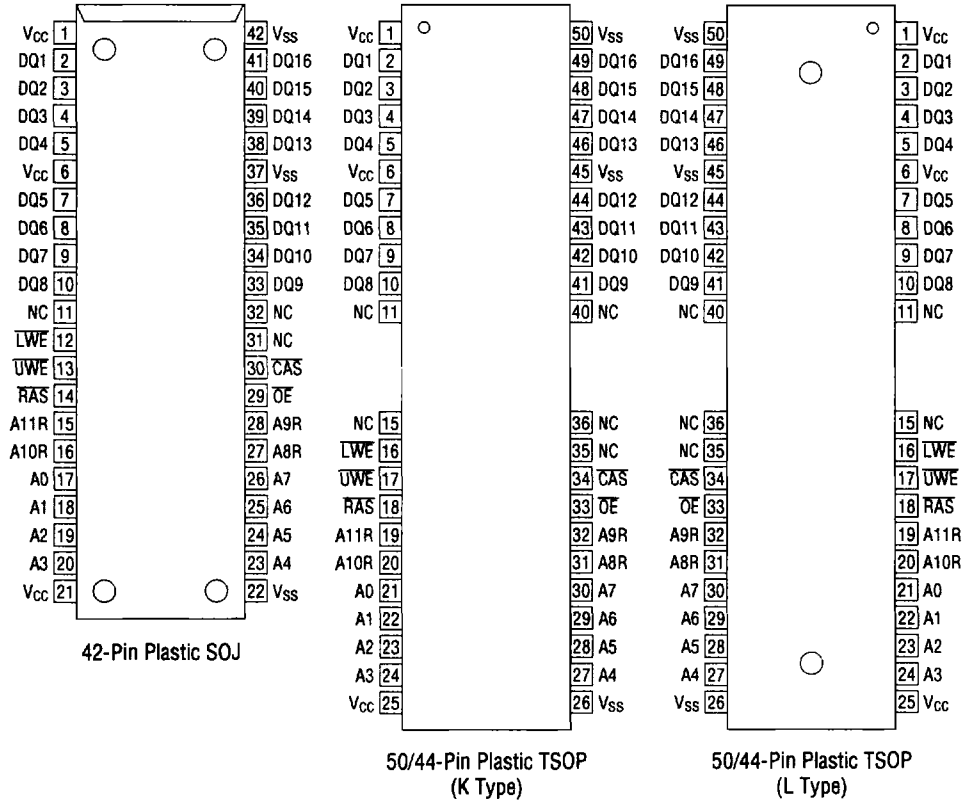 VCC 1 42 VSS
DQ1 2 41 DQ16
DQ2 3 40 DQ15
DQ3 4 39 DQ14
DQ4 5 38 DQ13
VCC 6 37 VSS
DQ5 7 36 DQ12
DQ6 8 35 DQ11
DQ7 9 34 DQ10
DQ8 10 33 DQ9
NC 11 32 NC
LWE 12 31 NC
UWE 13 30 CAS
RAS 14 29 OE
A11R 15 28 A9R
A10R 16 27 A8R
A0 17 26 A7
A1 18 25 A6
A2 19 24 A5
A3 20 23 A4
VCC 21 22 VSS
42-Pin Plastic SOJ
VCC 1 50 VSS
DQ1 2 49 DQ16
DQ2 3 48 DQ15
DQ3 4 47 DQ14
DQ4 5 46 DQ13
VCC 6 45 VSS
DQ5 7 44 DQ12
DQ6 8 43 DQ11
DQ7 9 42 DQ10
DQ8 10 41 DQ9
NC 11 40 NC
NC 15 36 NC
LWE 16 35 NC
UWE 17 34 CAS
RAS 18 33 OE
A11R 19 32 A9R
A10R 20 31 A8R
A0 21 30 A7
A1 22 29 A6
A2 23 28 A5
A3 24 27 A4
VCC 25 26 VSS
50/44-Pin Plastic TSOP
(K Type)
VSS 50 1 VCC
DQ16 49 2 DQ1
DQ15 48 3 DQ2
DQ14 47 4 DQ3
DQ13 46 5 DQ4
VSS 45 6 VCC
DQ12 44 7 DQ5
DQ11 43 8 DQ6
DQ10 42 9 DQ7
DQ9 41 10 DQ8
NC 40 11 NC
NC 36 15 NC
NC 35 16 LWE
CAS 34 17 UWE
OE 33 18 RAS
A9R 32 19 A11R
A8R 31 20 A10R
A7 30 21 A0
A6 29 22 A1
A5 28 23 A2
A4 27 24 A3
VSS 26 25 VCC
50/44-Pin Plastic TSOP
(L Type)